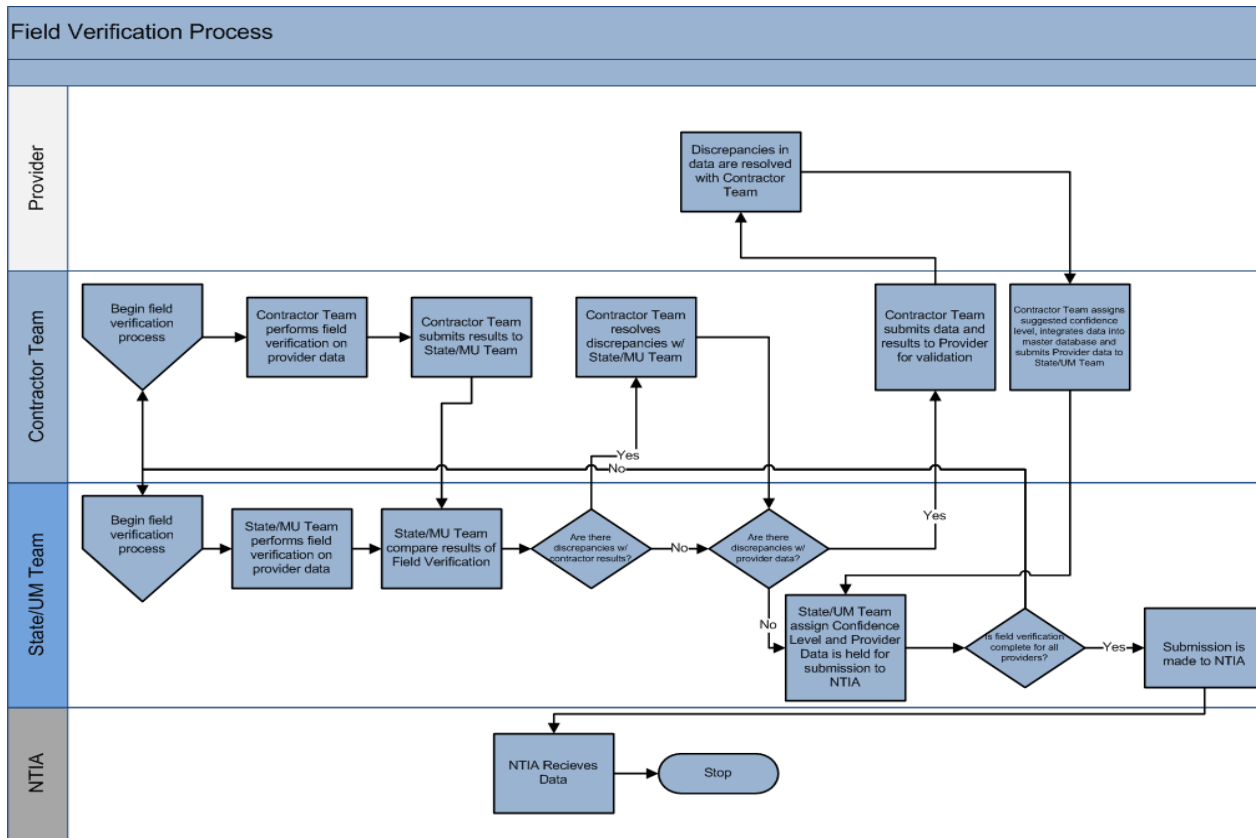 Field Verification Process
Provider
Discrepancies in
data are resolved
with Contractor
Team
Contractor Team
Begin field
verification
process
Contractor Team
performs field
verification on
provider data
Contractor Team
submits results to
State/MU Team
Contractor Team
resolves
discrepancies w/
State/MU Team
Contractor Team
submits data and
results to Provider
for validation
Contractor Team assigns
suggested confidence
level, integrates data into
master database and
submits Provider data to
State/UM Team
Yes
No
State/UM Team
Begin field
verification
process
State/MU Team
performs field
verification on
provider data
State/MU Team
compare results of
Field Verification
Are there
discrepancies w/
contractor results?
No
Are there
discrepancies w/
provider data?
Yes
No
State/UM Team
assign Confidence
Level and Provider
Data is held for
submission to
NTIA
Is field verification
complete for all
providers?
Yes
Submission is
made to NTIA
NTIA
NTIA Recieves
Data
Stop